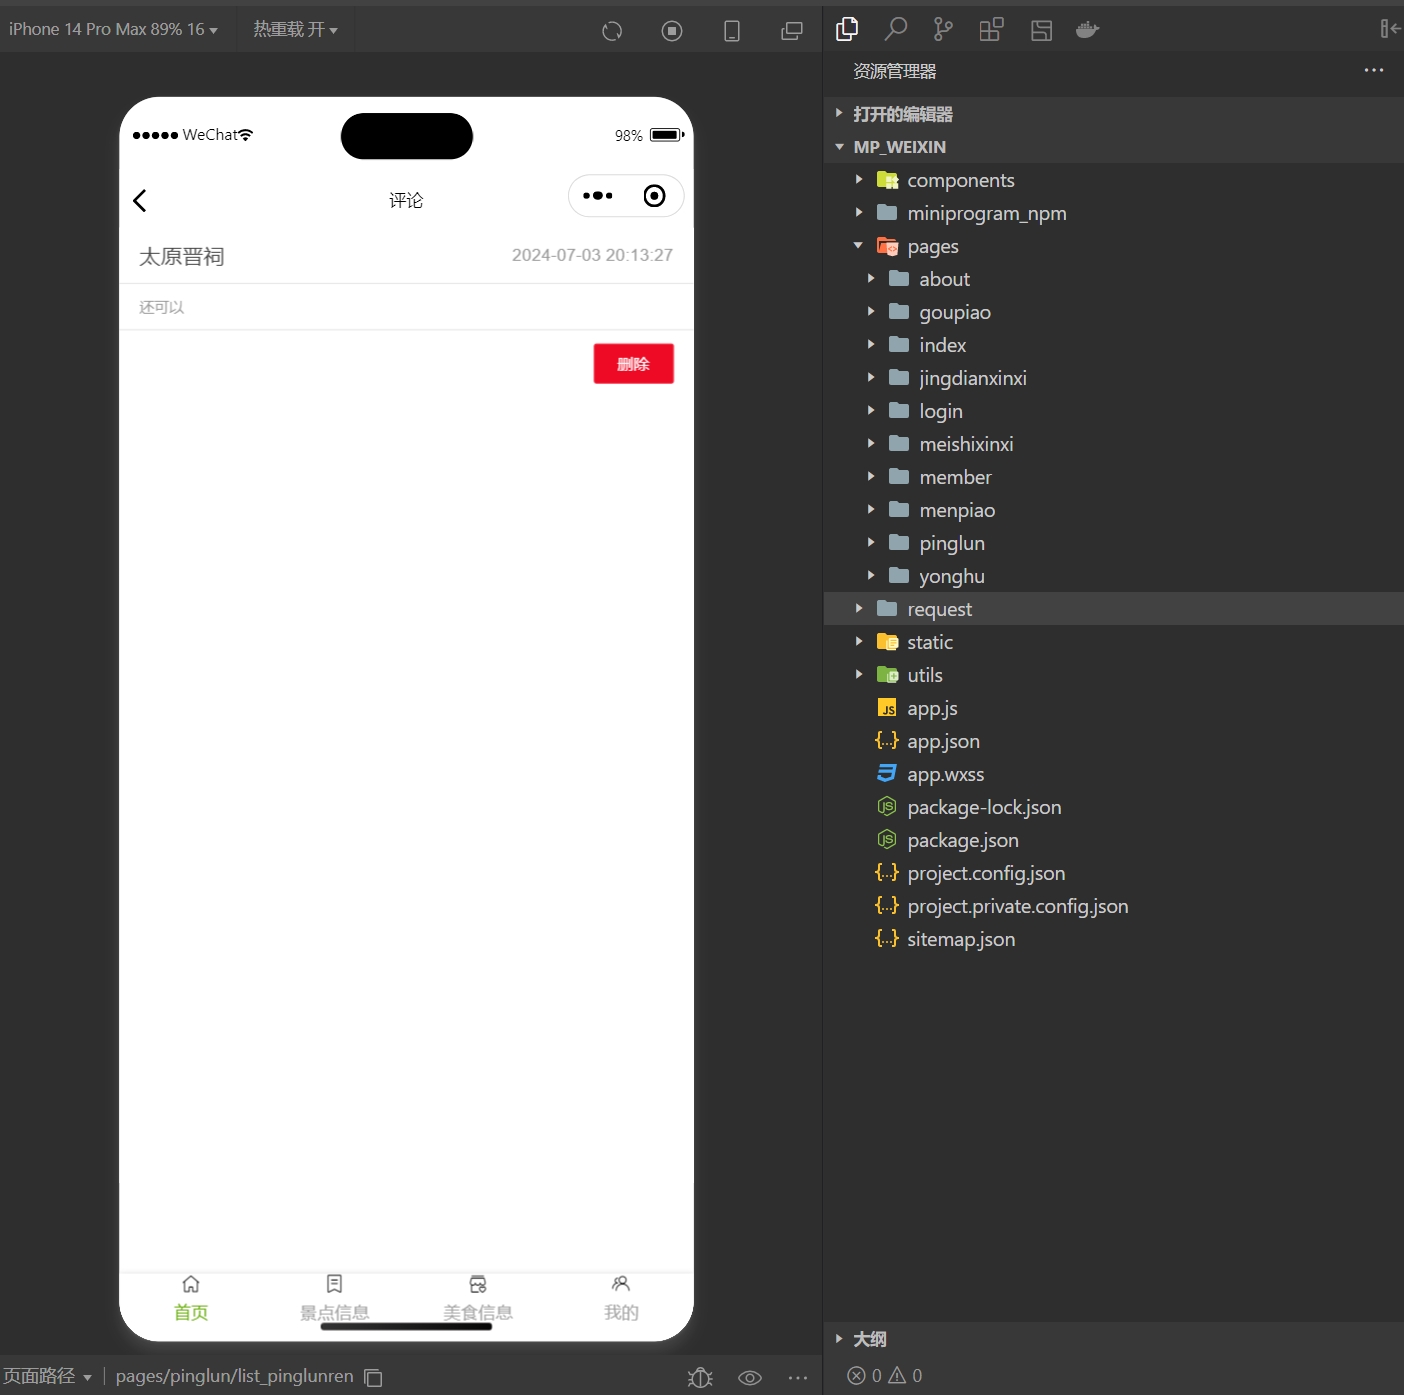 iPhone 14 Pro Max 89% 16
热重载 开
WeChat
98%
评论
太原晋祠
2024-07-03 20:13:27
还可以
删除
首页
景点信息
美食信息
我的
页面路径
pages/pinglun/list_pinglunren
资源管理器
打开的编辑器
MP_WEIXIN
components
miniprogram_npm
pages
about
goupiao
index
jingdianxinxi
login
meishixinxi
member
menpiao
pinglun
yonghu
request
static
utils
JS app.js
{...} app.json
app.wxss
JS package-lock.json
JS package.json
{...} project.config.json
{...} project.private.config.json
{...} sitemap.json
大纲
0 0